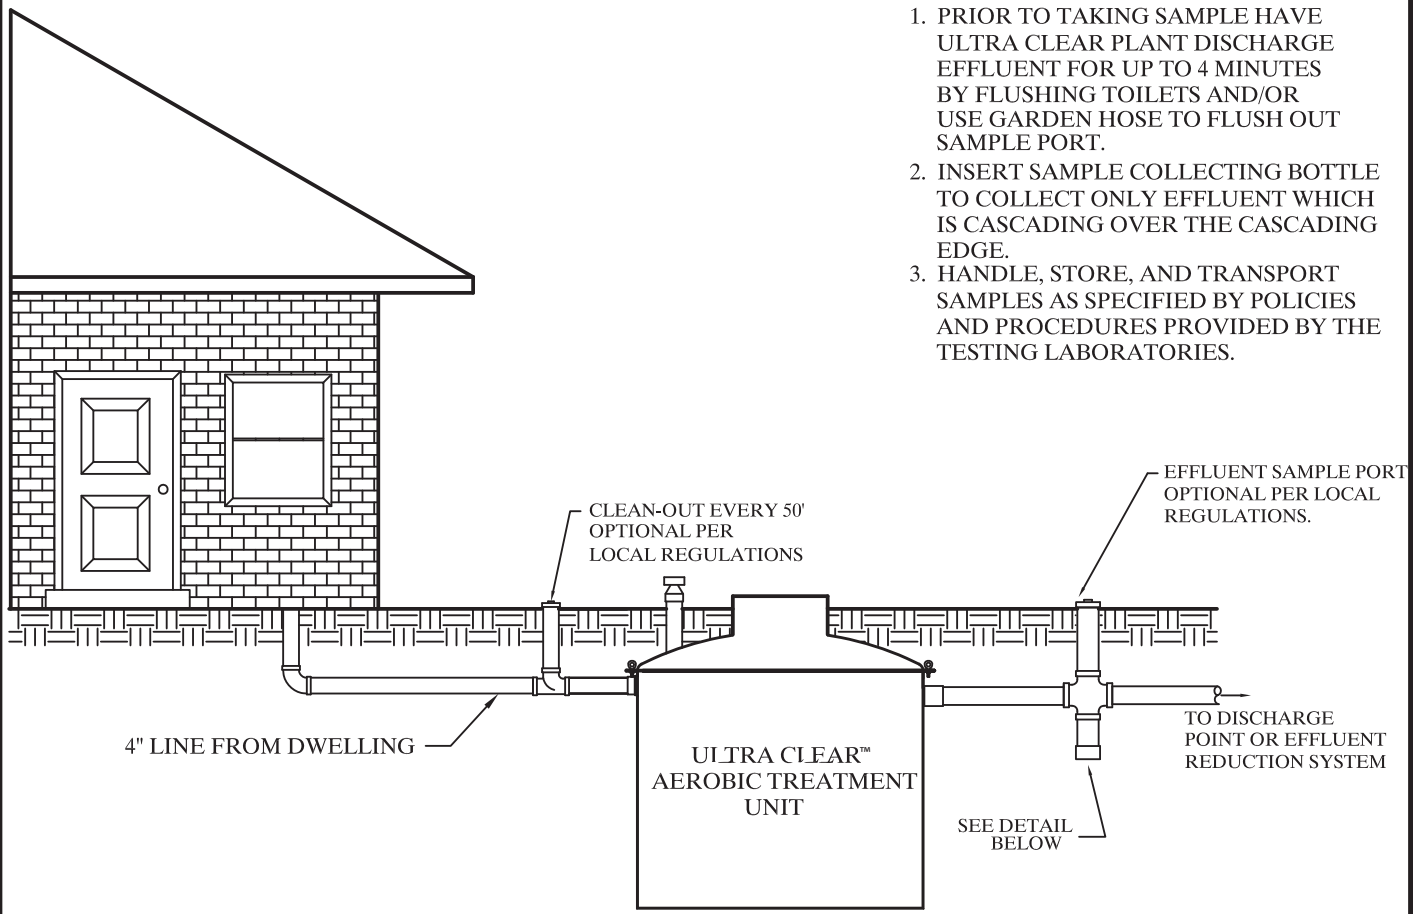 1. PRIOR TO TAKING SAMPLE HAVE
ULTRA CLEAR PLANT DISCHARGE
EFFLUENT FOR UP TO 4 MINUTES
BY FLUSHING TOILETS AND/OR
USE GARDEN HOSE TO FLUSH OUT
SAMPLE PORT.
2. INSERT SAMPLE COLLECTING BOTTLE
TO COLLECT ONLY EFFLUENT WHICH
IS CASCADING OVER THE CASCADING
EDGE.
3. HANDLE, STORE, AND TRANSPORT
SAMPLES AS SPECIFIED BY POLICIES
AND PROCEDURES PROVIDED BY THE
TESTING LABORATORIES.
EFFLUENT SAMPLE PORT
OPTIONAL PER LOCAL
REGULATIONS.
CLEAN-OUT EVERY 50'
OPTIONAL PER
LOCAL REGULATIONS
4" LINE FROM DWELLING
ULTRA CLEAR™
AEROBIC TREATMENT
UNIT
TO DISCHARGE
POINT OR EFFLUENT
REDUCTION SYSTEM
SEE DETAIL
BELOW